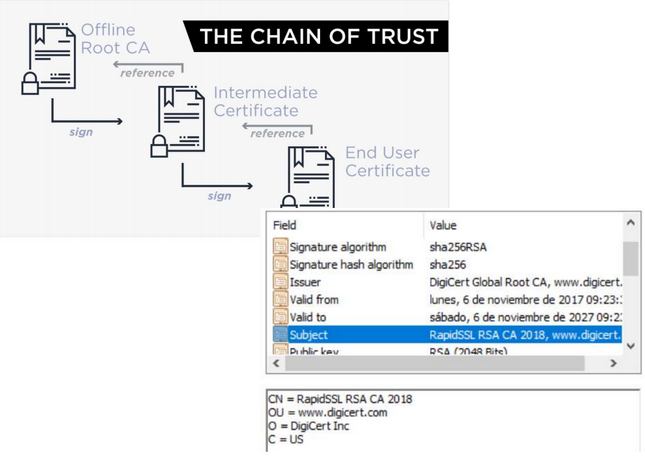 Offline
Root CA
THE CHAIN OF TRUST
reference
Intermediate
Certificate
sign
reference
End User
Certificate
sign
Field Value
Signature algorithm sha256RSA
Signature hash algorithm sha256
Issuer DigiCert Global Root CA, www.digicert.
Valid from lunes, 6 de noviembre de 2017 09:23:
Valid to sábado, 6 de noviembre de 2027 09:2
Subject RapidSSL RSA CA 2018, www.digicert.
Public key RSA (2048 Bits)
CN = RapidSSL RSA CA 2018
OU = www.digicert.com
O = DigiCert Inc
C = US